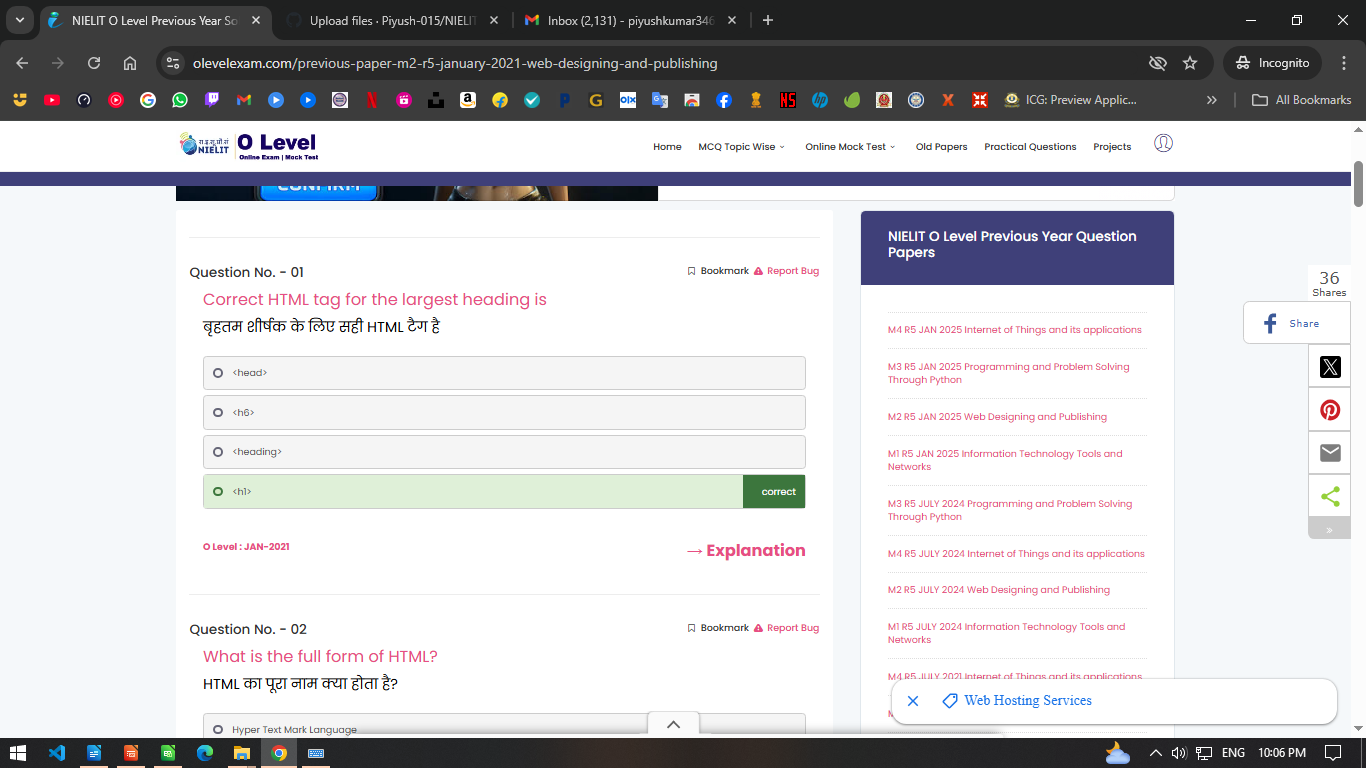 NIELIT O Level Previous Year So
Upload files · Piyush-015/NIELIT
Inbox (2,131) - piyushkumar346
olevelexam.com/previous-paper-m2-r5-january-2021-web-designing-and-publishing
Incognito
ICG: Preview Applic...
All Bookmarks
NIELIT
O Level
Online Exam | Mock Test
Home
MCQ Topic Wise
Online Mock Test
Old Papers
Practical Questions
Projects
CONFIRM
Question No. - 01
Bookmark
Report Bug
Correct HTML tag for the largest heading is
बृहतम शीर्षक के लिए सही HTML टैग है
<head>
<h6>
<heading>
<h1>
correct
O Level : JAN-2021
→ Explanation
Question No. - 02
Bookmark
Report Bug
What is the full form of HTML?
HTML का पूरा नाम क्या होता है?
Hyper Text Mark Language
NIELIT O Level Previous Year Question
Papers
M4 R5 JAN 2025 Internet of Things and its applications
M3 R5 JAN 2025 Programming and Problem Solving
Through Python
M2 R5 JAN 2025 Web Designing and Publishing
M1 R5 JAN 2025 Information Technology Tools and
Networks
M3 R5 JULY 2024 Programming and Problem Solving
Through Python
M4 R5 JULY 2024 Internet of Things and its applications
M2 R5 JULY 2024 Web Designing and Publishing
M1 R5 JULY 2024 Information Technology Tools and
Networks
M4 R5 JULY 2021 Internet of Things and its applications
36
Shares
Share
Web Hosting Services
ENG
10:06 PM